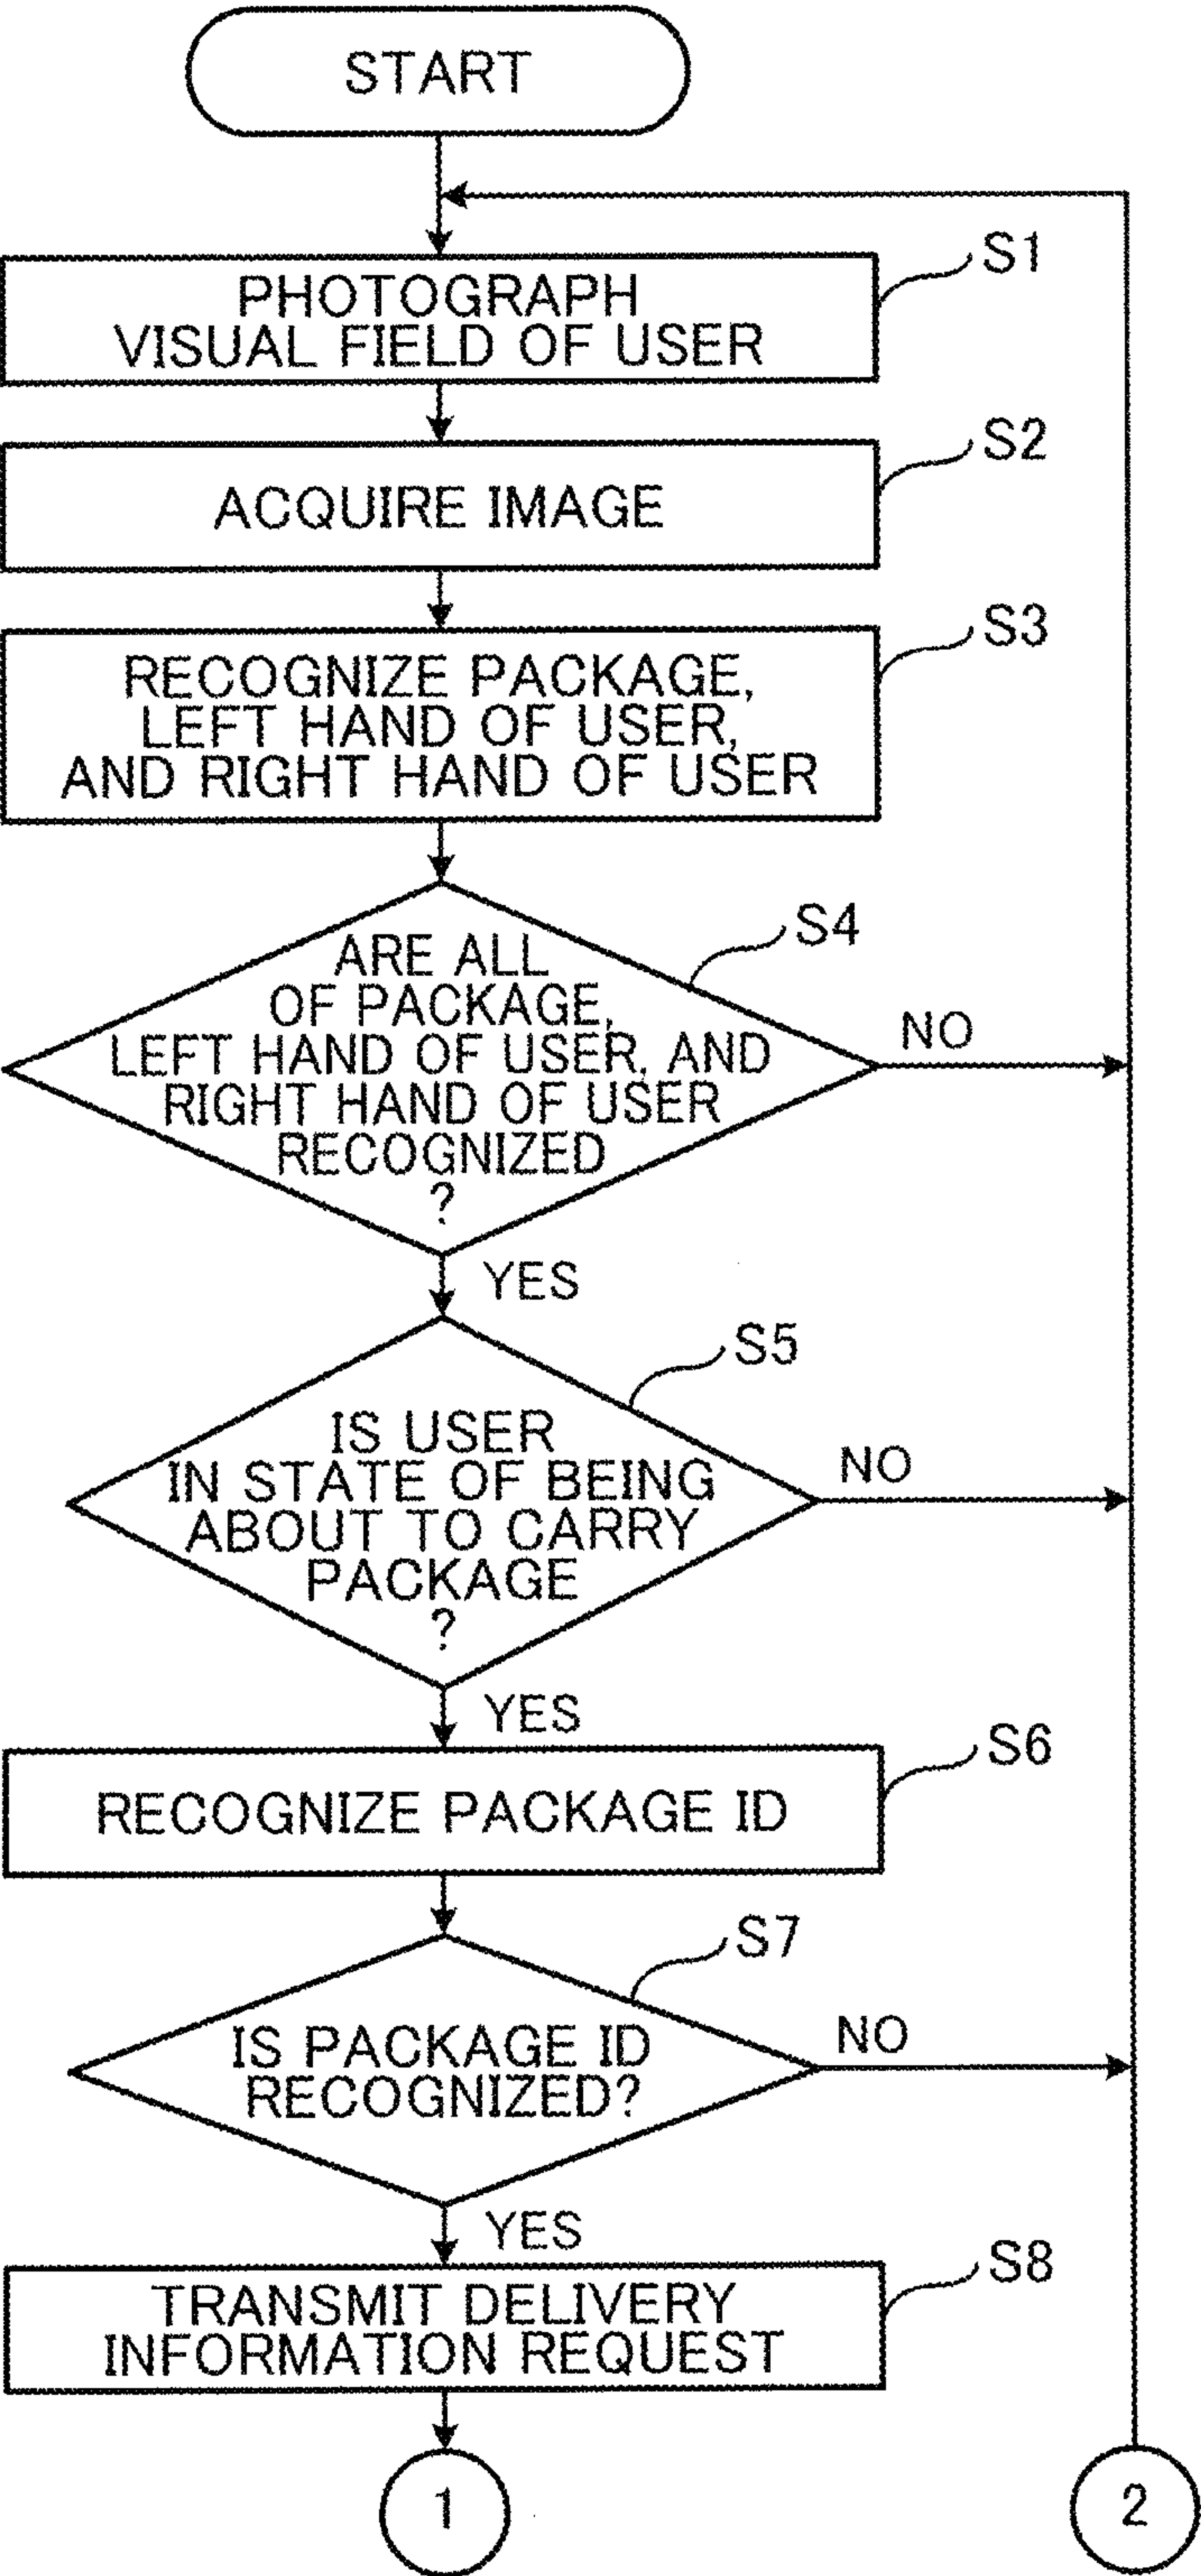 START
S1
PHOTOGRAPH
VISUAL FIELD OF USER
S2
ACQUIRE IMAGE
S3
RECOGNIZE PACKAGE,
LEFT HAND OF USER,
AND RIGHT HAND OF USER
S4
ARE ALL
OF PACKAGE,
LEFT HAND OF USER, AND
RIGHT HAND OF USER
RECOGNIZED
?
NO
YES
S5
IS USER
IN STATE OF BEING
ABOUT TO CARRY
PACKAGE
?
NO
YES
S6
RECOGNIZE PACKAGE ID
S7
IS PACKAGE ID
RECOGNIZED?
NO
YES
S8
TRANSMIT DELIVERY
INFORMATION REQUEST
1
2